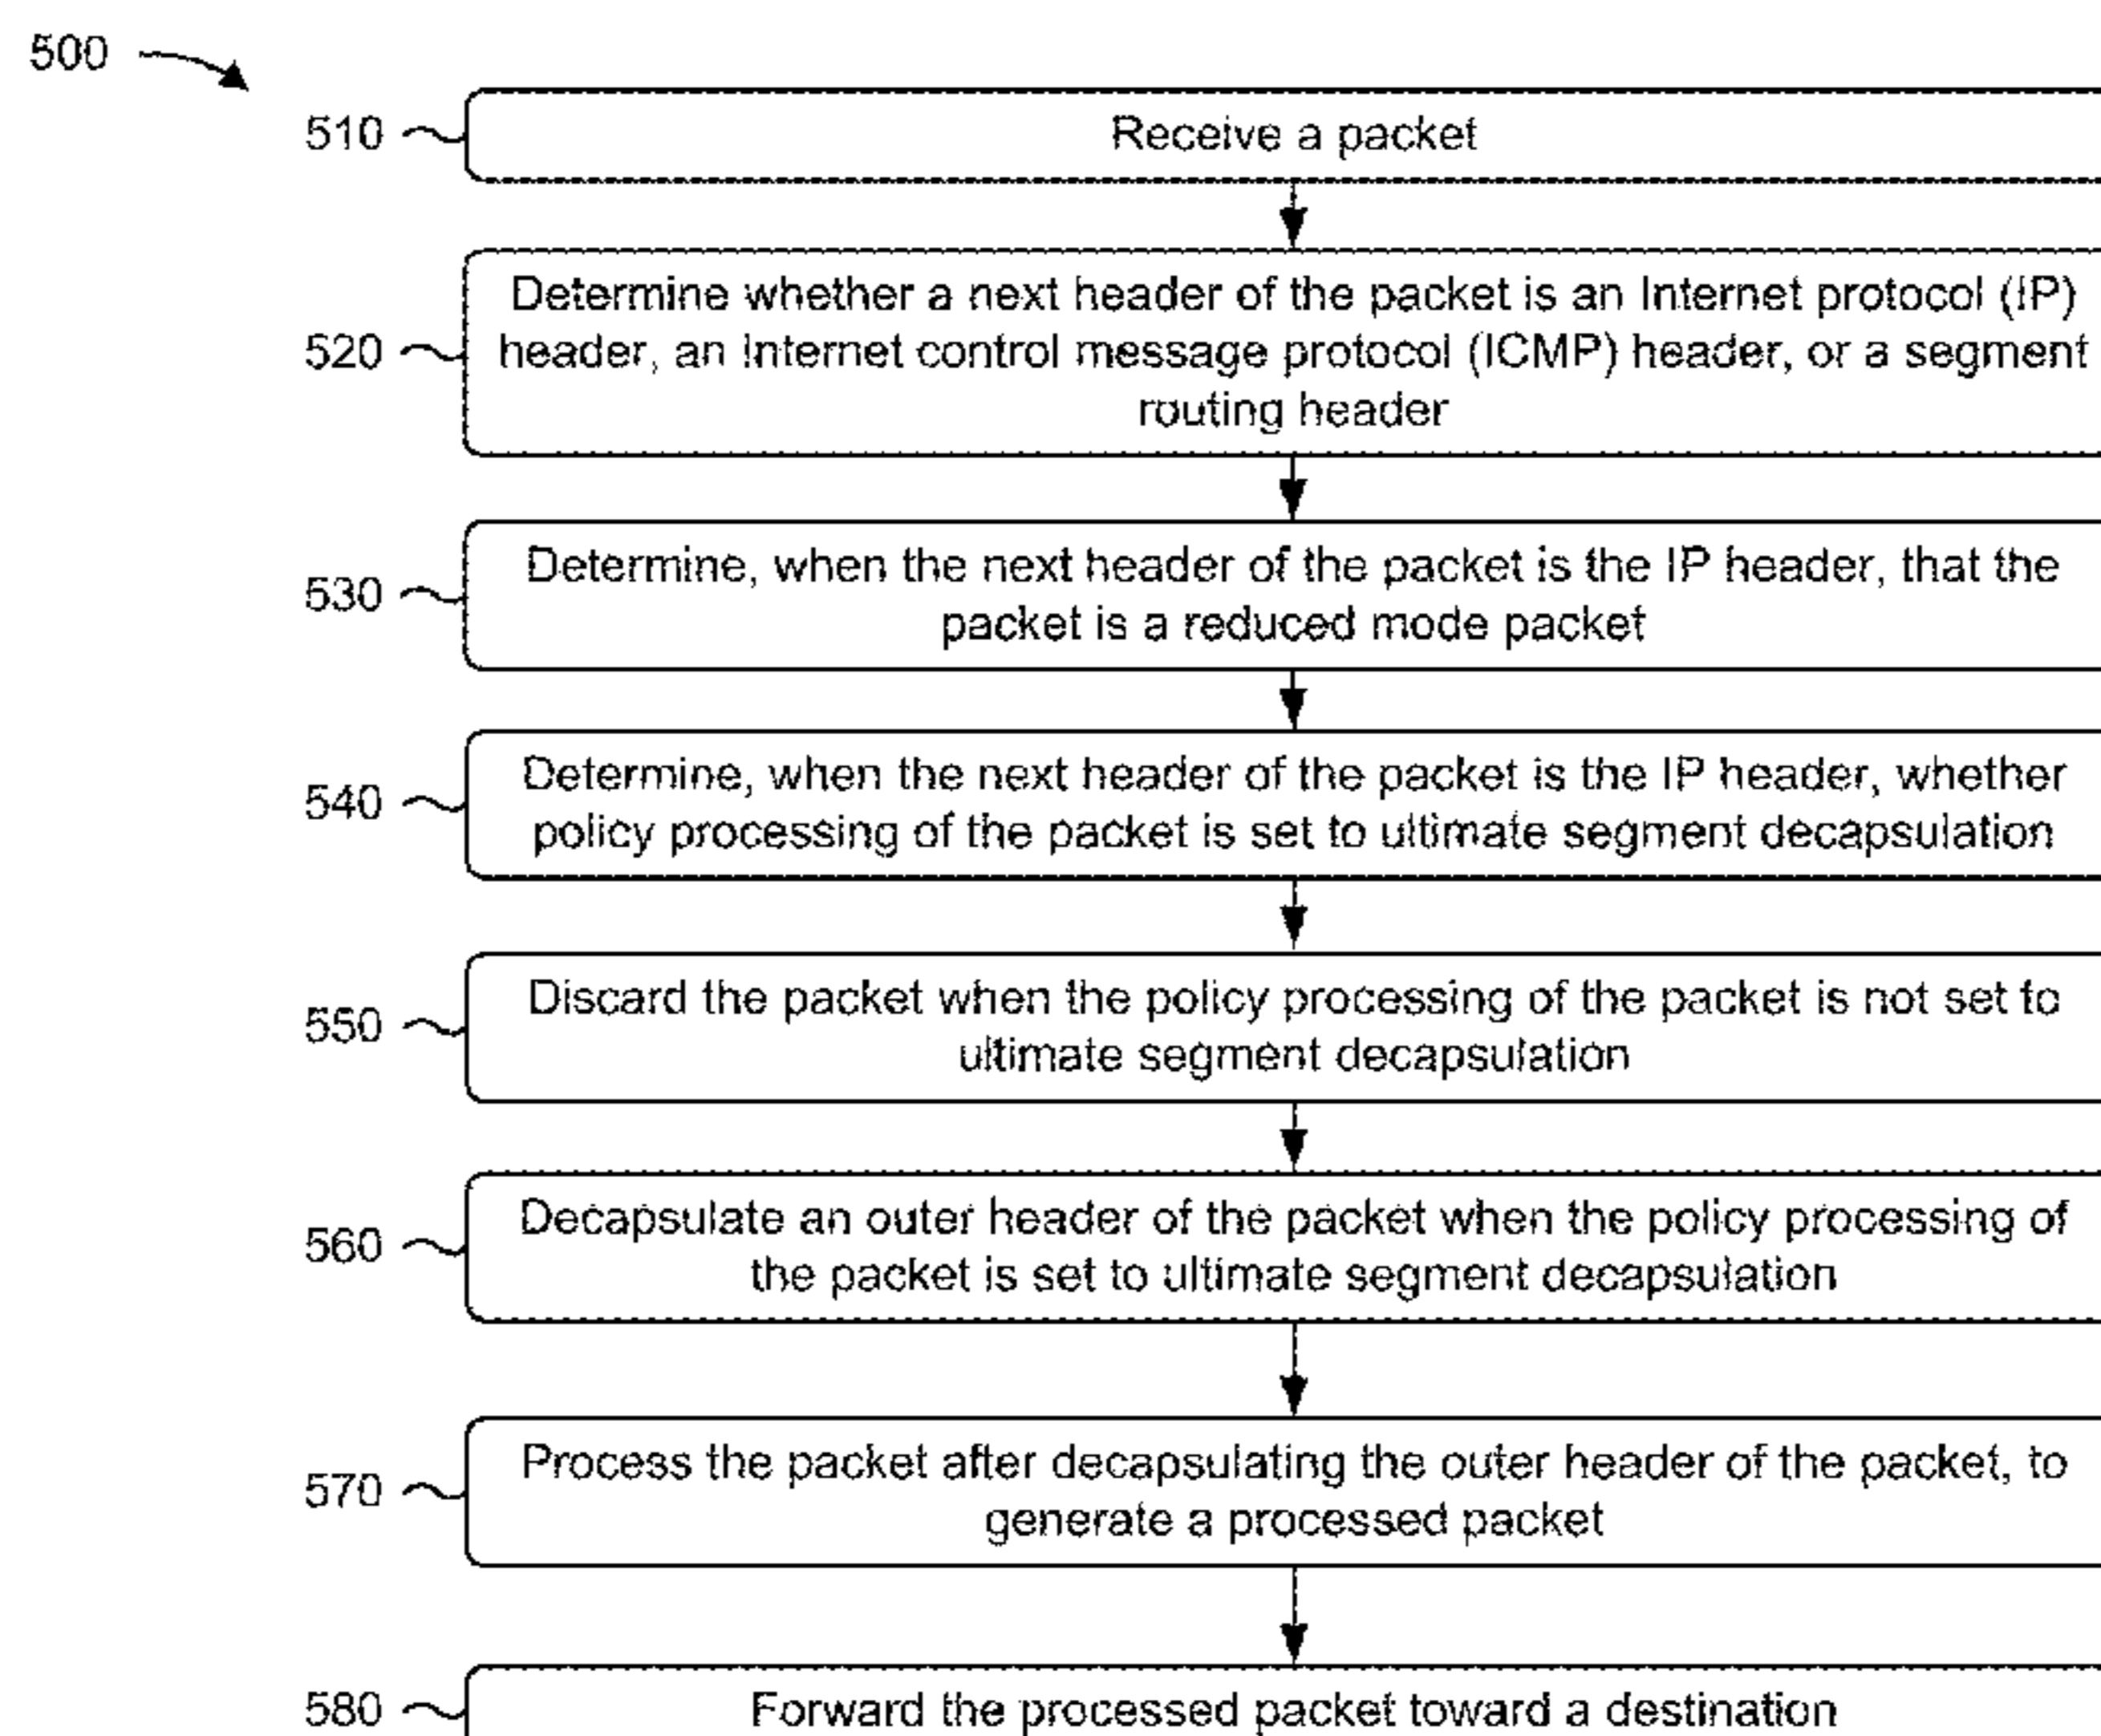 500
510
Receive a packet
520
Determine whether a next header of the packet is an Internet protocol (IP)
header, an Internet control message protocol (ICMP) header, or a segment
routing header
530
Determine, when the next header of the packet is the IP header, that the
packet is a reduced mode packet
540
Determine, when the next header of the packet is the IP header, whether
policy processing of the packet is set to ultimate segment decapsulation
550
Discard the packet when the policy processing of the packet is not set to
ultimate segment decapsulation
560
Decapsulate an outer header of the packet when the policy processing of
the packet is set to ultimate segment decapsulation
570
Process the packet after decapsulating the outer header of the packet, to
generate a processed packet
580
Forward the processed packet toward a destination